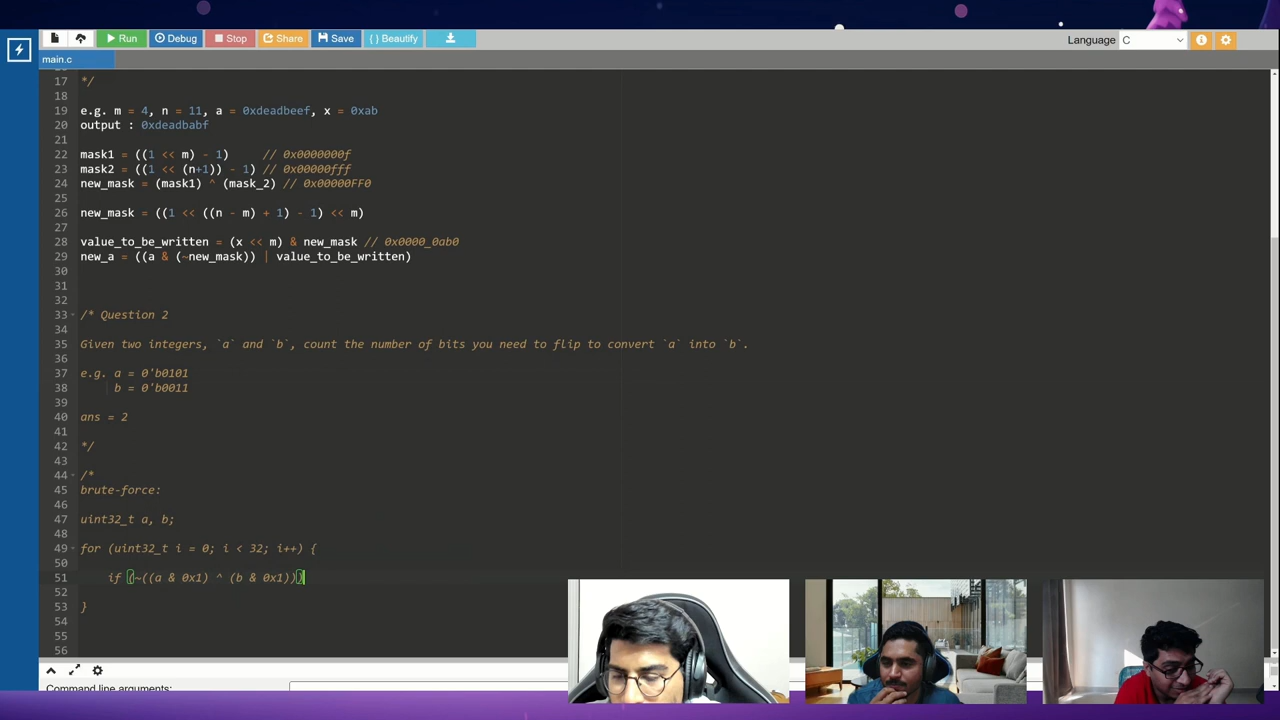 Run Debug Stop Share Save { } Beautify
Language C
main.c
17 */
18
19 e.g. m = 4, n = 11, a = 0xdeadbeef, x = 0xab
20 output : 0xdeadbabf
21
22 mask1 = ((1 << m) - 1) // 0x0000000f
23 mask2 = ((1 << (n+1)) - 1) // 0x00000fff
24 new_mask = (mask1) ^ (mask_2) // 0x00000FF0
25
26 new_mask = ((1 << ((n - m) + 1) - 1) << m)
27
28 value_to_be_written = (x << m) & new_mask // 0x0000_0ab0
29 new_a = ((a & (~new_mask)) | value_to_be_written)
30
31
32
33 /* Question 2
34
35 Given two integers, `a` and `b`, count the number of bits you need to flip to convert `a` into `b`.
36
37 e.g. a = 0'b0101
38 b = 0'b0011
39
40 ans = 2
41
42 */
43
44 /*
45 brute-force:
46
47 uint32_t a, b;
48
49 for (uint32_t i = 0; i < 32; i++) {
50
51 if (~((a & 0x1) ^ (b & 0x1)))
52
53 }
54
55
56
Command line arguments: